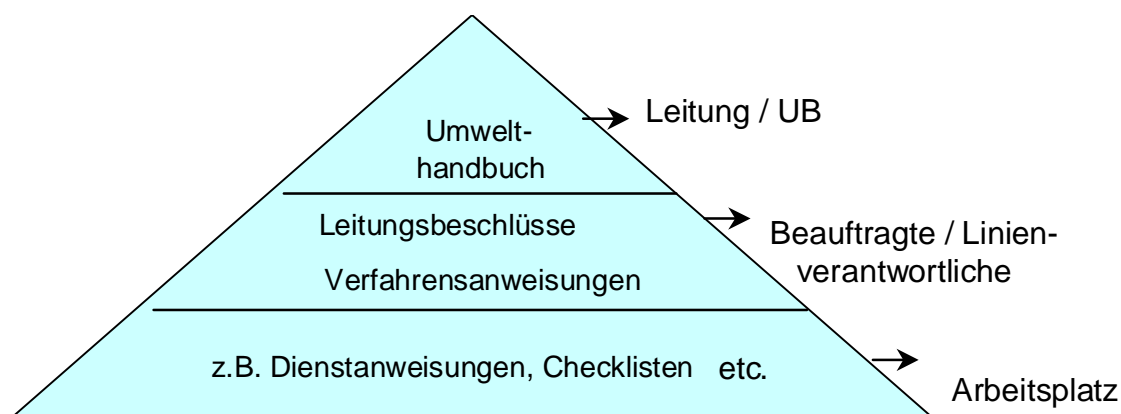 Umwelt-
handbuch
Leitung / UB
Leitungsbeschlüsse
Verfahrensanweisungen
Beauftragte / Linien-
verantwortliche
z.B. Dienstanweisungen, Checklisten etc.
Arbeitsplatz